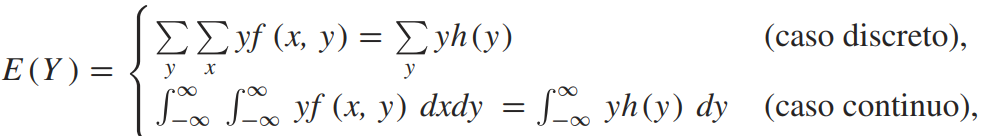 E(Y) = { ∑_y ∑_x yf (x, y) = ∑_y yh(y) (caso discreto),
∫_{-∞}^{∞} ∫_{-∞}^{∞} yf (x, y) dxdy = ∫_{-∞}^{∞} yh(y) dy (caso continuo),